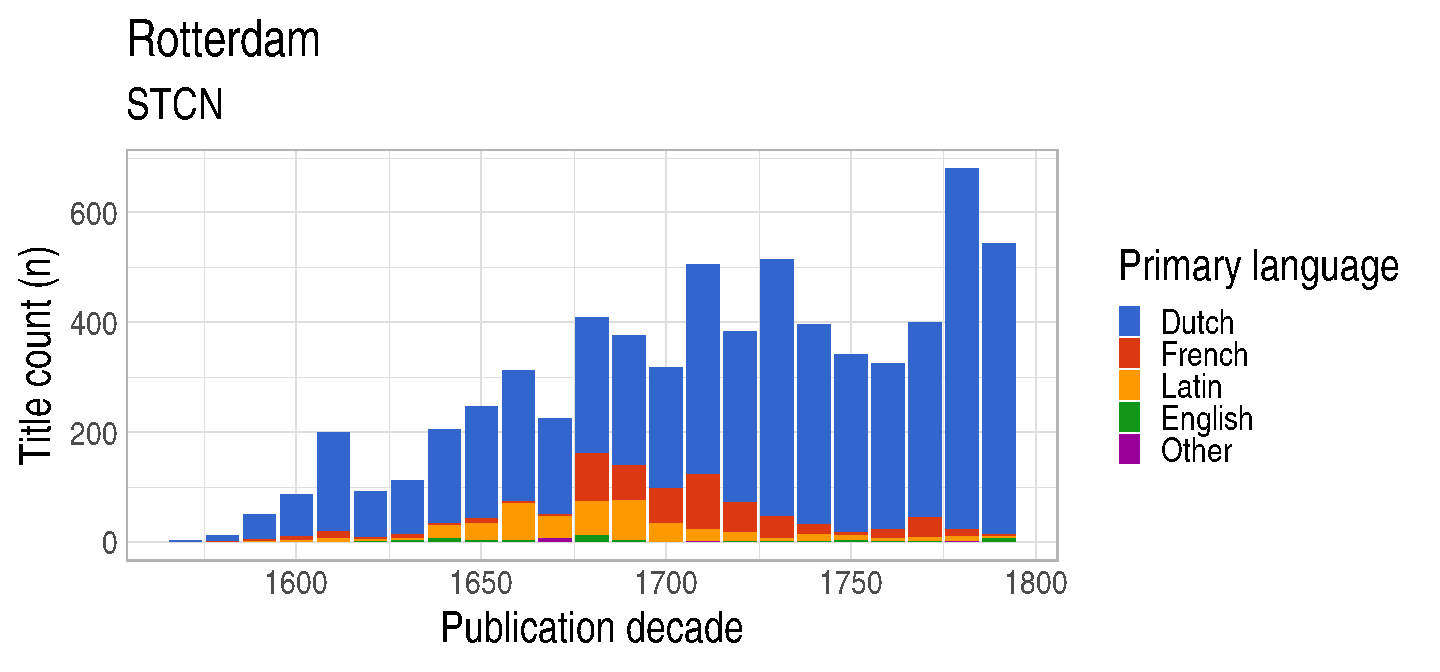 Rotterdam
STCN
Title count (n)
600
400
200
0
1600
1650
1700
1750
1800
Publication decade
Primary language
Dutch
French
Latin
English
Other